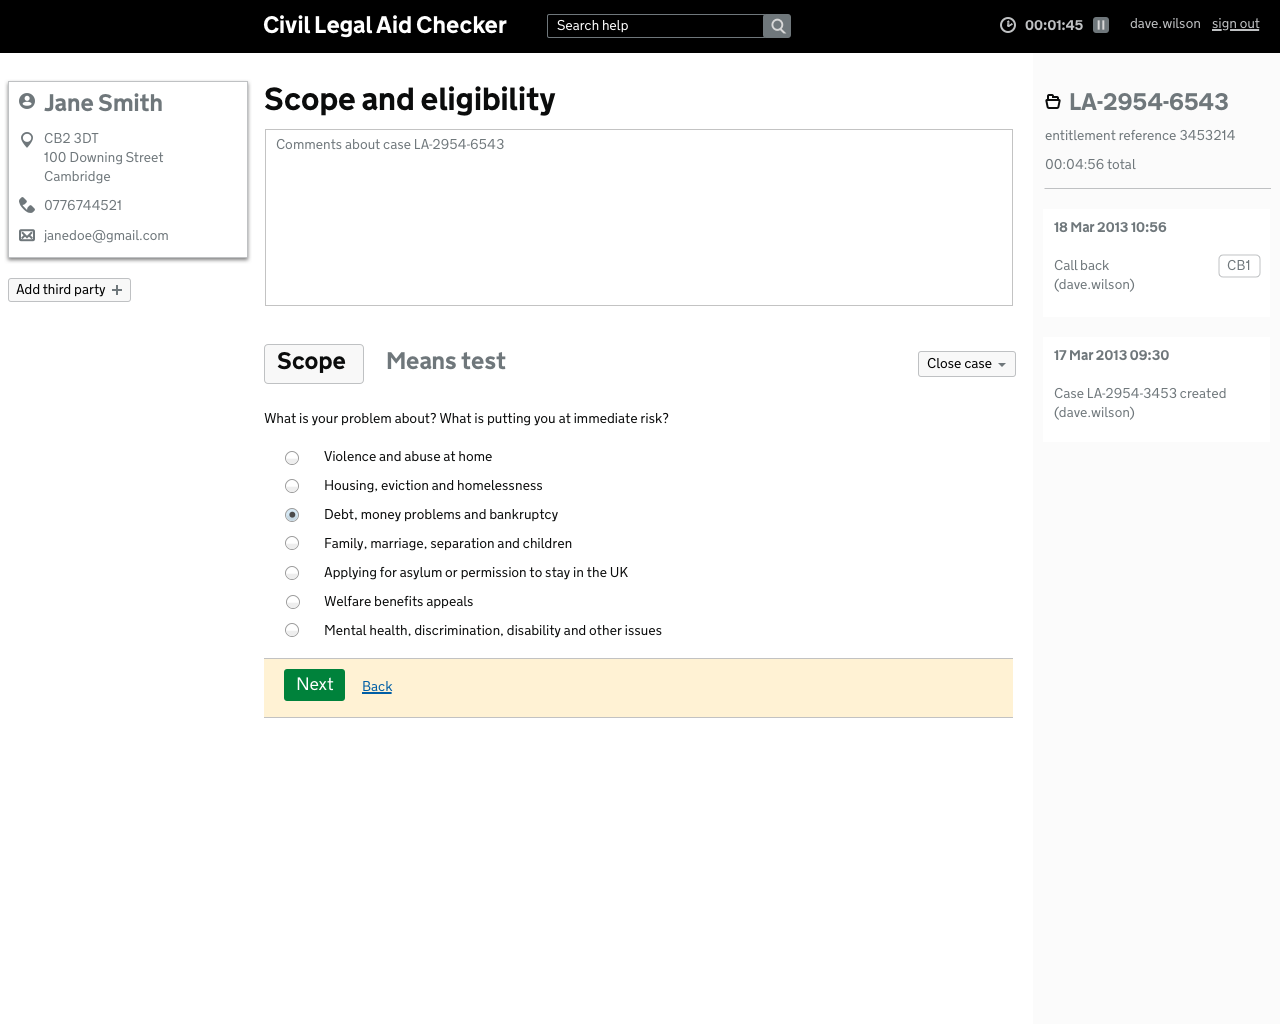 Civil Legal Aid Checker
Search help
00:01:45
dave.wilson
sign out
Jane Smith
CB2 3DT
100 Downing Street
Cambridge
0776744521
janedoe@gmail.com
Add third party
Scope and eligibility
Comments about case LA-2954-6543
Scope
Means test
Close case
What is your problem about? What is putting you at immediate risk?
Violence and abuse at home
Housing, eviction and homelessness
Debt, money problems and bankruptcy
Family, marriage, separation and children
Applying for asylum or permission to stay in the UK
Welfare benefits appeals
Mental health, discrimination, disability and other issues
Next
Back
LA-2954-6543
entitlement reference 3453214
00:04:56 total
18 Mar 2013 10:56
Call back
CB1
(dave.wilson)
17 Mar 2013 09:30
Case LA-2954-3453 created
(dave.wilson)